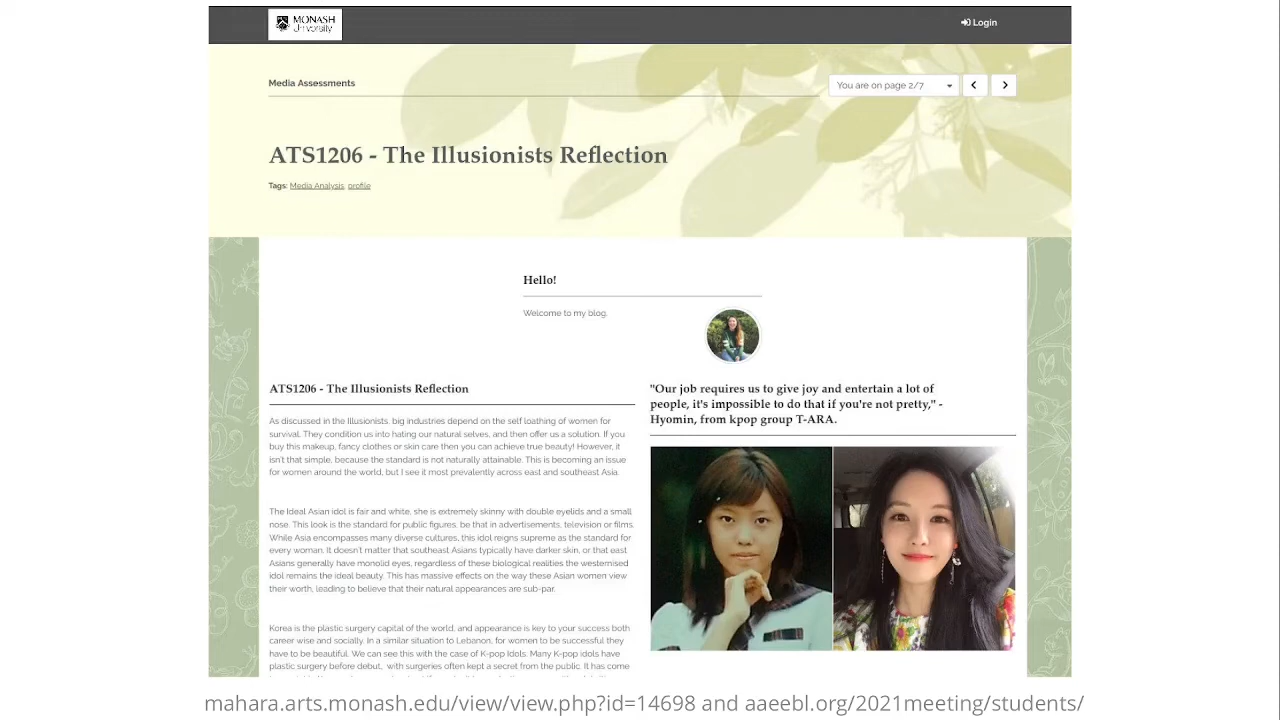 MONASH
University
Login
Media Assessments
You are on page 2/7
ATS1206 - The Illusionists Reflection
Tags: Media Analysis, profile
Hello!
Welcome to my blog.
ATS1206 - The Illusionists Reflection
As discussed in the Illusionists, big industries depend on the self loathing of women for
survival. They condition us into hating our natural selves, and then offer us a solution. If you
buy this makeup, fancy clothes or skin care then you can achieve true beauty! However, it
isn't that simple, because the standard is not naturally attainable. This is becoming an issue
for women around the world, but I see it most prevalently across east and southeast Asia.
The Ideal Asian idol is fair and white, she is extremely skinny with double eyelids and a small
nose. This look is the standard for public figures, be that in advertisements, television or films.
While Asia encompasses many diverse cultures, this idol reigns supreme as the standard for
every woman. It doesn't matter that southeast Asians typically have darker skin, or that east
Asians generally have monolid eyes, regardless of these biological realities the westernised
idol remains the ideal beauty. This has massive effects on the way these Asian women view
their worth, leading to believe that their natural appearances are sub-par.
Korea is the plastic surgery capital of the world, and appearance is key to your success both
career wise and socially. In a similar situation to Lebanon, for women to be successful they
have to be beautiful. We can see this with the case of K-pop Idols. Many K-pop idols have
plastic surgery before debut, with surgeries often kept a secret from the public. It has come
"Our job requires us to give joy and entertain a lot of
people, it's impossible to do that if you're not pretty," -
Hyomin, from kpop group T-ARA.
mahara.arts.monash.edu/view/view.php?id=14698 and aaeebl.org/2021meeting/students/